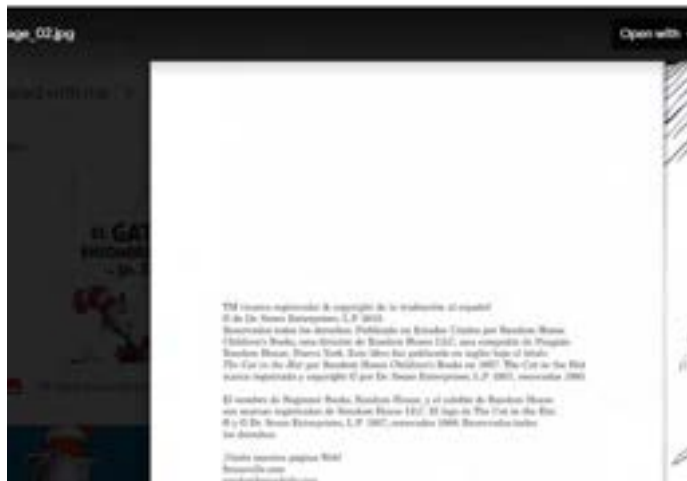 age_02.jpg
Open with
EL GAT
ENSOMBR
TM marca registrada & copyright de la traducción al español
© de Dr. Seuss Enterprises, L.P. 2015.
Reservados todos los derechos. Publicado en Estados Unidos por Random House
Children's Books, una división de Random House LLC, una compañía de Penguin
Random House, Nueva York. Este libro fue publicado en inglés bajo el título
The Cat in the Hat por Random House Children's Books en 1957. The Cat in the Hat
marca registrada y copyright © por Dr. Seuss Enterprises, L.P. 1957, renovados 1985
El nombre de Beginner Books, Random House, y el colofón de Random House
son marcas registradas de Random House LLC. El logo de The Cat in the Hat
® y © Dr. Seuss Enterprises, L.P. 1957, renovados 1986. Reservados todos
los derechos.
¡Visita nuestra página Web!
Seussville.com